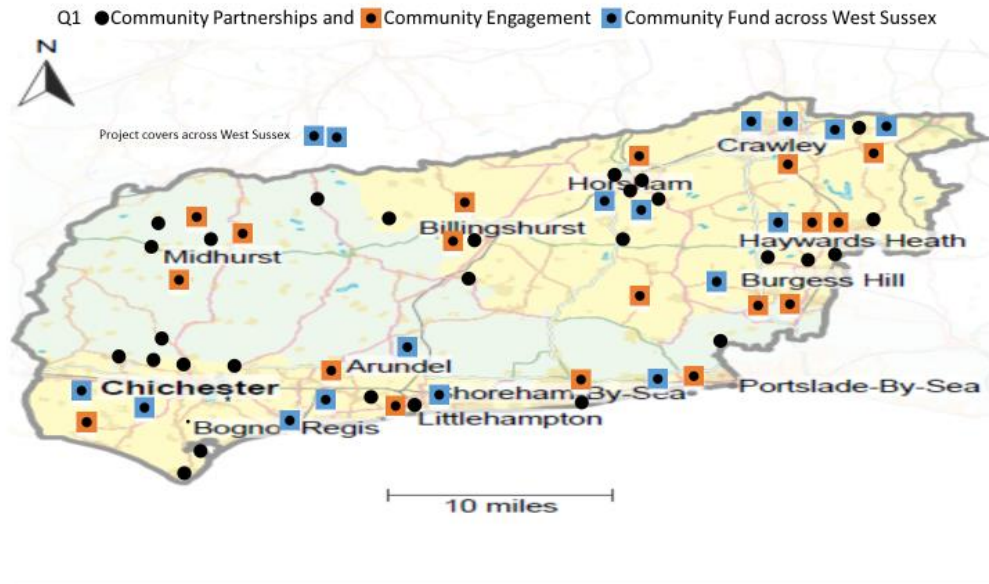 Q1 Community Partnerships and Community Engagement Community Fund across West Sussex
N
Project covers across West Sussex
Crawley
Horsham
Billingshurst
Haywards Heath
Midhurst
Burgess Hill
Arundel
Chichester
Shoreham-By-Sea
Portslade-By-Sea
Bognor Regis
Littlehampton
10 miles